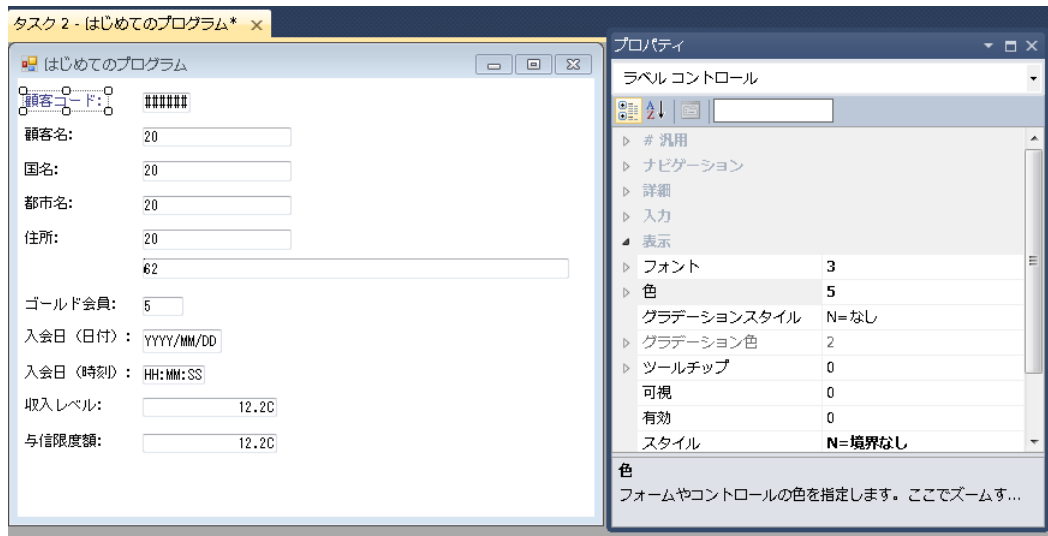 タスク 2 - はじめてのプログラム*
はじめてのプログラム
顧客コード: ######
顧客名: 20
国名: 20
都市名: 20
住所: 20
62
ゴールド会員: 5
入会日（日付）: YYYY/MM/DD
入会日（時刻）: HH:MM:SS
収入レベル: 12.2C
与信限度額: 12.2C
プロパティ
ラベル コントロール
# 汎用
ナビゲーション
詳細
入力
表示
フォント 3
色 5
グラデーションスタイル N=なし
グラデーション色 2
ツールチップ 0
可視 0
有効 0
スタイル N=境界なし
色
フォームやコントロールの色を指定します。ここでズームす...